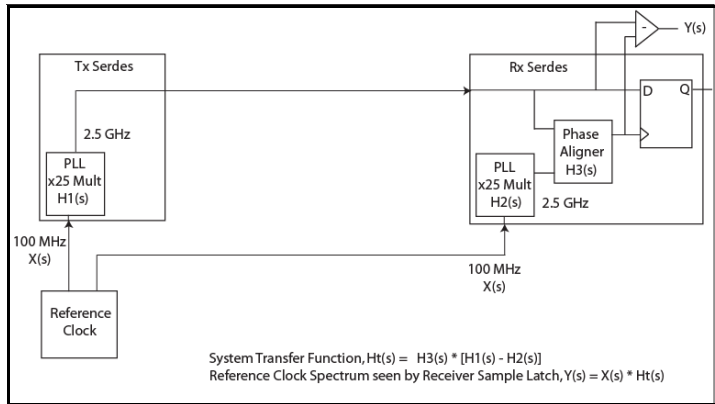 Y(s)
-
Tx Serdes
Rx Serdes
D
Q
2.5 GHz
Phase
Aligner
H3(s)
PLL
x25 Mult
H1(s)
PLL
x25 Mult
H2(s)
2.5 GHz
100 MHz
X(s)
100 MHz
X(s)
Reference
Clock
System Transfer Function, Ht(s) = H3(s) * [H1(s) - H2(s)]
Reference Clock Spectrum seen by Receiver Sample Latch, Y(s) = X(s) * Ht(s)